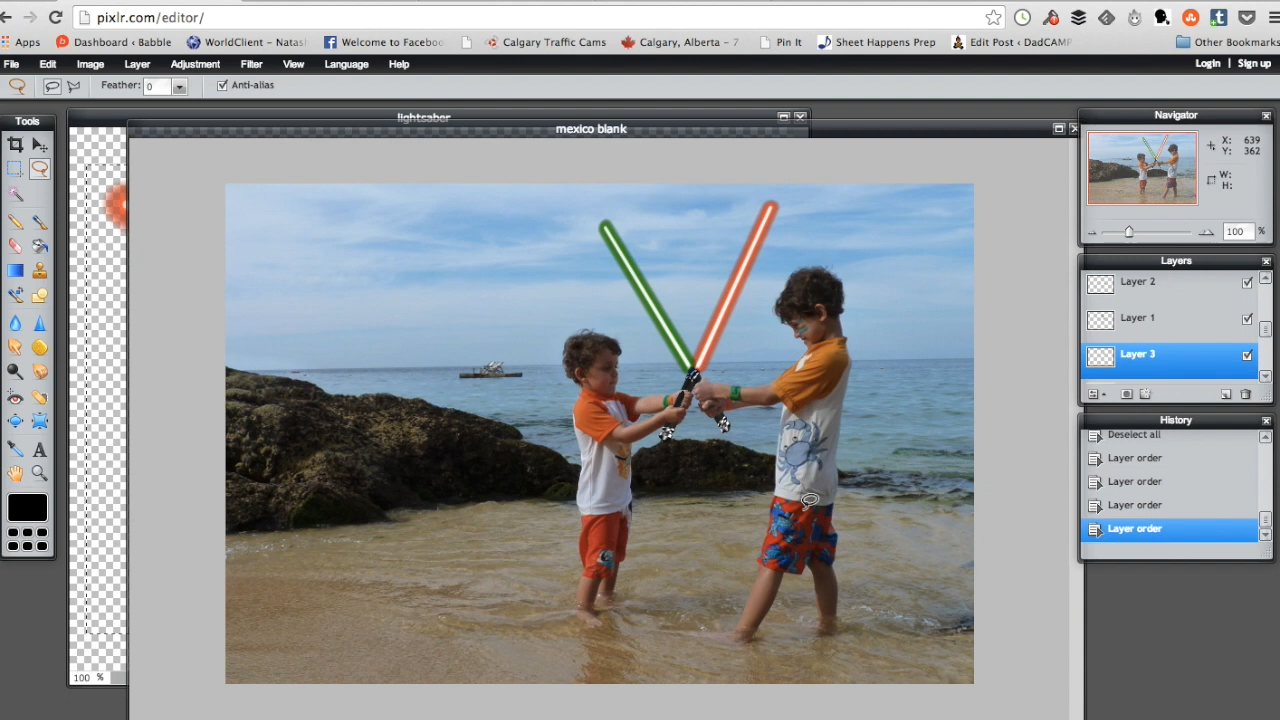 pixlr.com/editor/
Apps Dashboard ‹ Babble WorldClient - Natash Welcome to Faceboo Calgary Traffic Cams Calgary, Alberta - 7 Pin It Sheet Happens Prep Edit Post ‹ DadCAMP Other Bookmarks
File Edit Image Layer Adjustment Filter View Language Help Login | Sign up
Feather: 0 Anti-alias
Tools
lightsaber
mexico blank
Navigator
X: 639
Y: 362
W:
H:
100 %
Layers
Layer 2
Layer 1
Layer 3
History
Deselect all
Layer order
Layer order
Layer order
Layer order
100 %